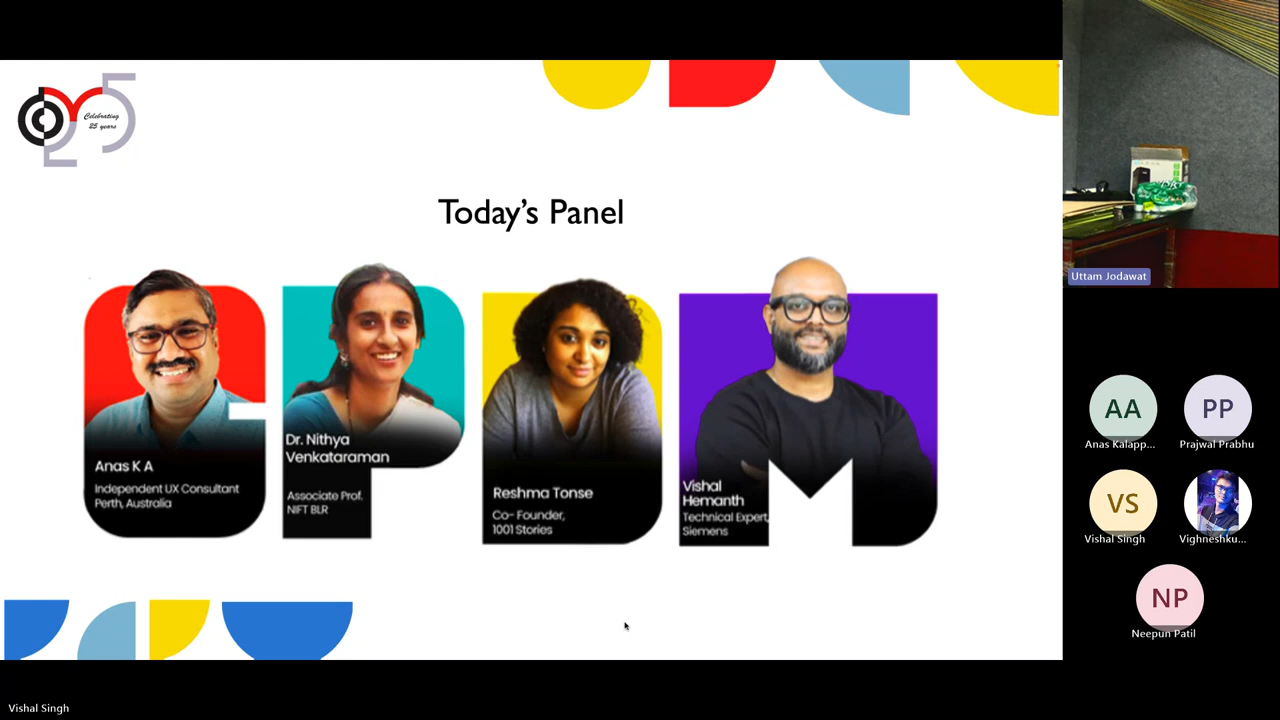 Celebrating
25 years
Today's Panel
Anas K A
Independent UX Consultant
Perth, Australia
Dr. Nithya
Venkataraman
Associate Prof.
NIFT BLR
Reshma Tonse
Co- Founder,
1001 Stories
Vishal
Hemanth
Technical Expert,
Siemens
Uttam Jodawat
AA
Anas Kalapp...
PP
Prajwal Prabhu
VS
Vishal Singh
Vighneshku...
NP
Neepun Patil
Vishal Singh